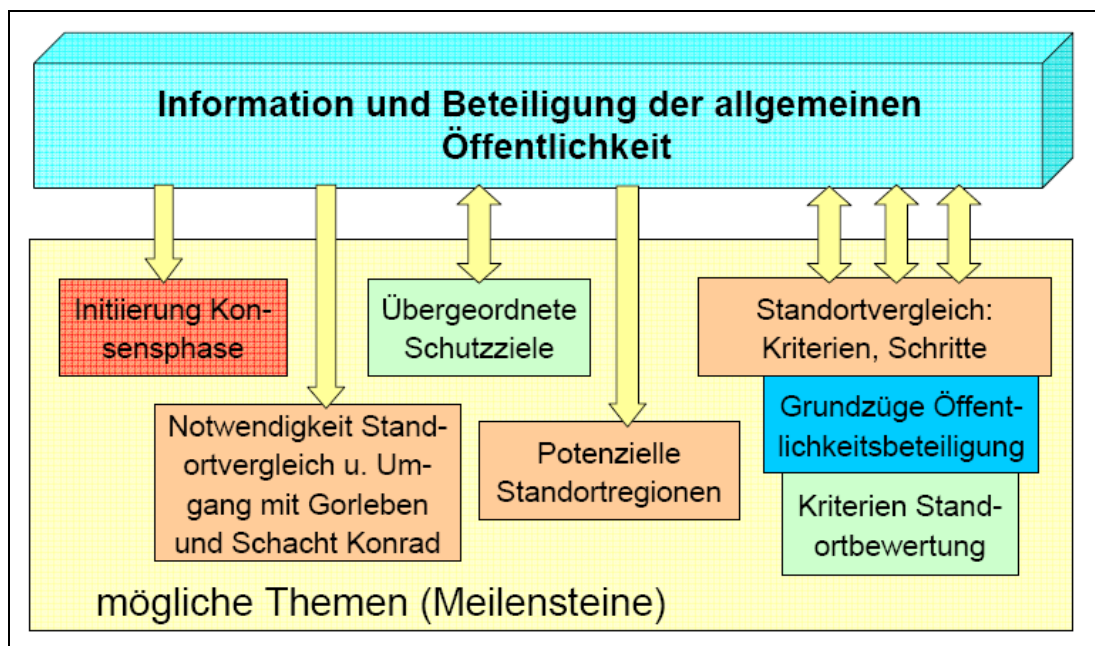 Information und Beteiligung der allgemeinen
Öffentlichkeit
Initiierung Kon-
sensphase
Übergeordnete
Schutzziele
Standortvergleich:
Kriterien, Schritte
Notwendigkeit Stand-
ortvergleich u. Um-
gang mit Gorleben
und Schacht Konrad
Potenzielle
Standortregionen
Grundzüge Öffent-
lichkeitsbeteiligung
Kriterien Stand-
ortbewertung
mögliche Themen (Meilensteine)